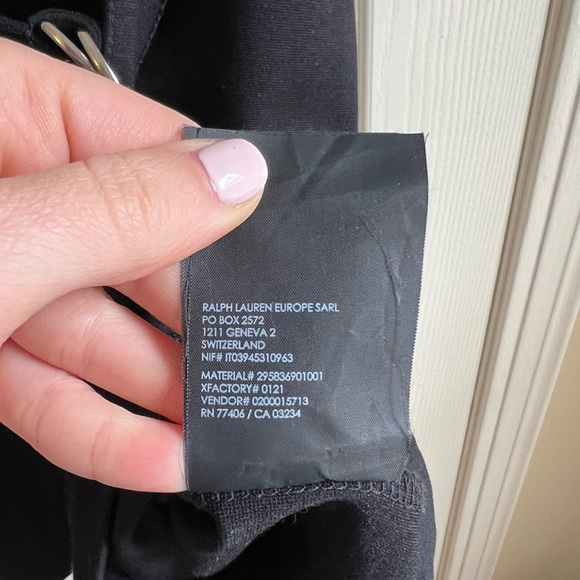 RALPH LAUREN EUROPE SARL
PO BOX 2572
1211 GENEVA 2
SWITZERLAND
NIF# IT03945310963
MATERIAL# 295836901001
XFACTORY# 0121
VENDOR# 0200015713
RN 77406 / CA 03234